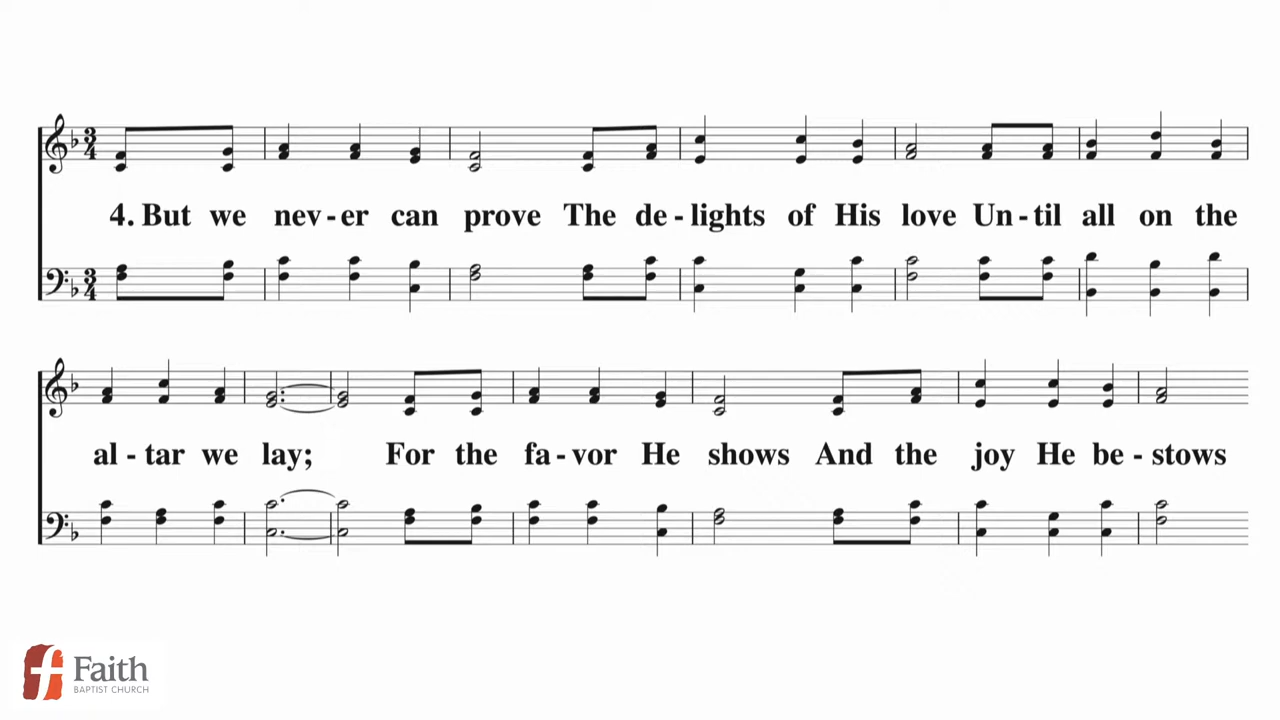 4. But we nev - er can prove The de - lights of His love Un - til all on the
al - tar we lay; For the fa - vor He shows And the joy He be - stows
Faith
BAPTIST CHURCH